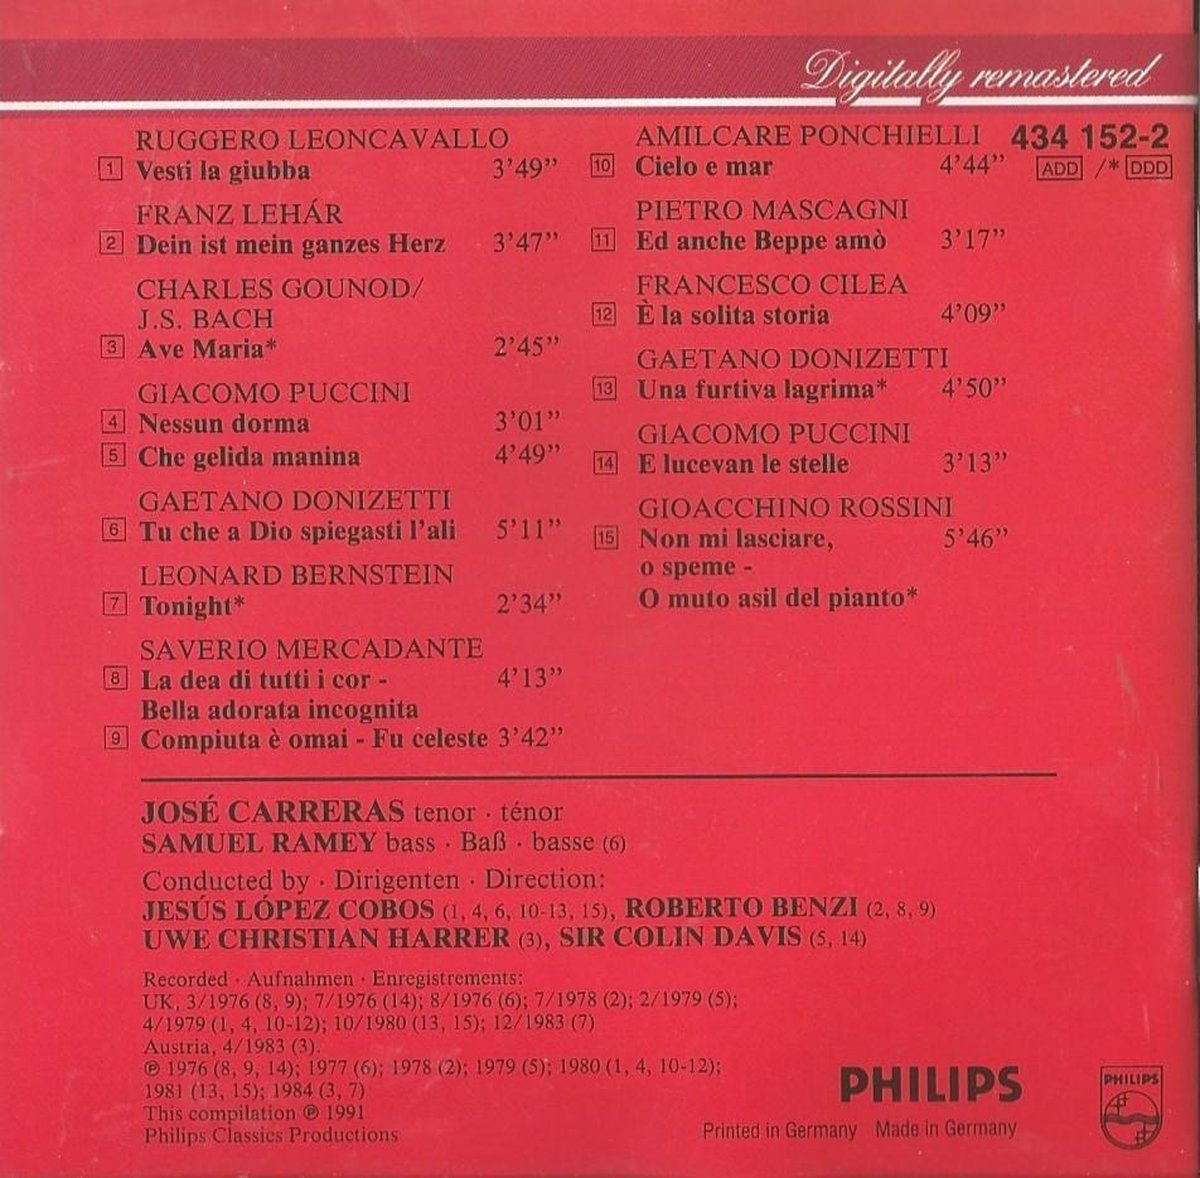 Digitally remastered
434 152-2
ADD /* DDD
RUGGERO LEONCAVALLO
1 Vesti la giubba 3’49”
FRANZ LEHÁR
2 Dein ist mein ganzes Herz 3’47”
CHARLES GOUNOD/
J.S. BACH
3 Ave Maria* 2’45”
GIACOMO PUCCINI
4 Nessun dorma 3’01”
5 Che gelida manina 4’49”
GAETANO DONIZETTI
6 Tu che a Dio spiegasti l’ali 5’11”
LEONARD BERNSTEIN
7 Tonight* 2’34”
SAVERIO MERCADANTE
8 La dea di tutti i cor - 4’13”
Bella adorata incognita
9 Compiuta è omai - Fu celeste 3’42”
AMILCARE PONCHIELLI
10 Cielo e mar 4’44”
PIETRO MASCAGNI
11 Ed anche Beppe amò 3’17”
FRANCESCO CILEA
12 È la solita storia 4’09”
GAETANO DONIZETTI
13 Una furtiva lagrima* 4’50”
GIACOMO PUCCINI
14 E lucevan le stelle 3’13”
GIOACCHINO ROSSINI
15 Non mi lasciare, 5’46”
o speme -
O muto asil del pianto*
JOSÉ CARRERAS tenor · ténor
SAMUEL RAMEY bass · Baß · basse (6)
Conducted by · Dirigenten · Direction:
JESÚS LÓPEZ COBOS (1, 4, 6, 10-13, 15), ROBERTO BENZI (2, 8, 9)
UWE CHRISTIAN HARRER (3), SIR COLIN DAVIS (5, 14)
Recorded · Aufnahmen · Enregistrements:
UK, 3/1976 (8, 9); 7/1976 (14); 8/1976 (6); 7/1978 (2); 2/1979 (5);
4/1979 (1, 4, 10-12); 10/1980 (13, 15); 12/1983 (7)
Austria, 4/1983 (3).
℗ 1976 (8, 9, 14); 1977 (6); 1978 (2); 1979 (5); 1980 (1, 4, 10-12);
1981 (13, 15); 1984 (3, 7)
This compilation ℗ 1991
Philips Classics Productions
PHILIPS
Printed in Germany Made in Germany
PHILIPS